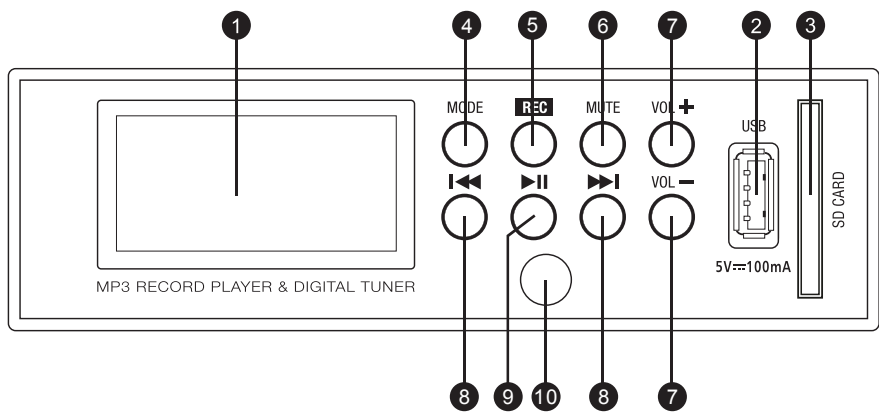 1 4 5 6 7 2 3
MODE REC MUTE VOL +
USB
VOL −
SD CARD
5V⎓100mA
MP3 RECORD PLAYER & DIGITAL TUNER
8 9 10 8 7